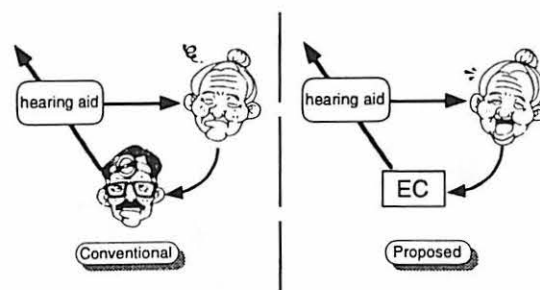 hearing aid
Conventional
hearing aid
EC
Proposed